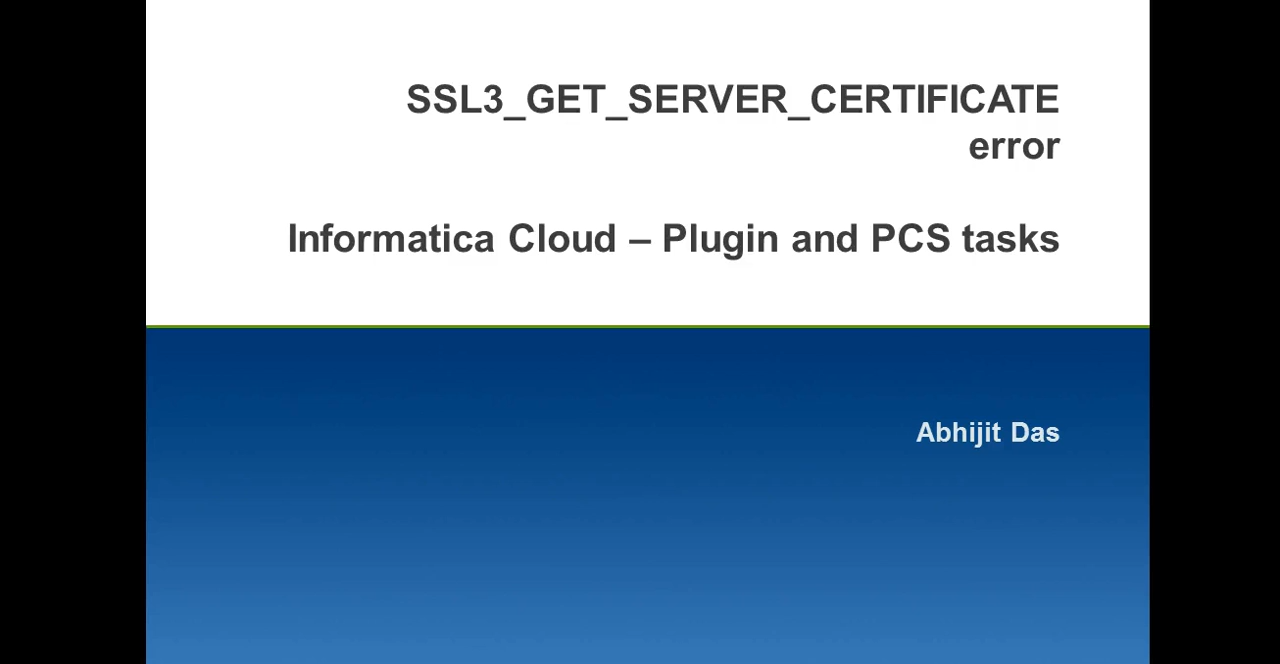 SSL3_GET_SERVER_CERTIFICATE
error
Informatica Cloud – Plugin and PCS tasks
Abhijit Das